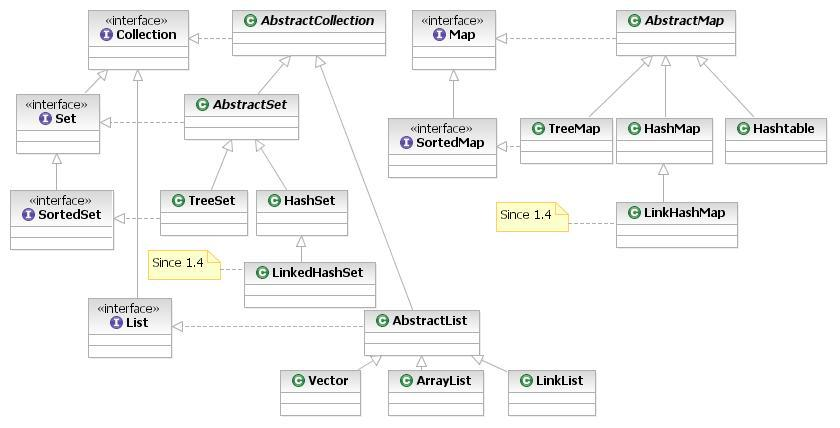 «interface»
I Collection
C AbstractCollection
«interface»
I Map
C AbstractMap
«interface»
I Set
C AbstractSet
«interface»
I SortedMap
C TreeMap
C HashMap
C Hashtable
«interface»
I SortedSet
C TreeSet
C HashSet
Since 1.4
C LinkHashMap
Since 1.4
C LinkedHashSet
«interface»
I List
C AbstractList
C Vector
C ArrayList
C LinkList